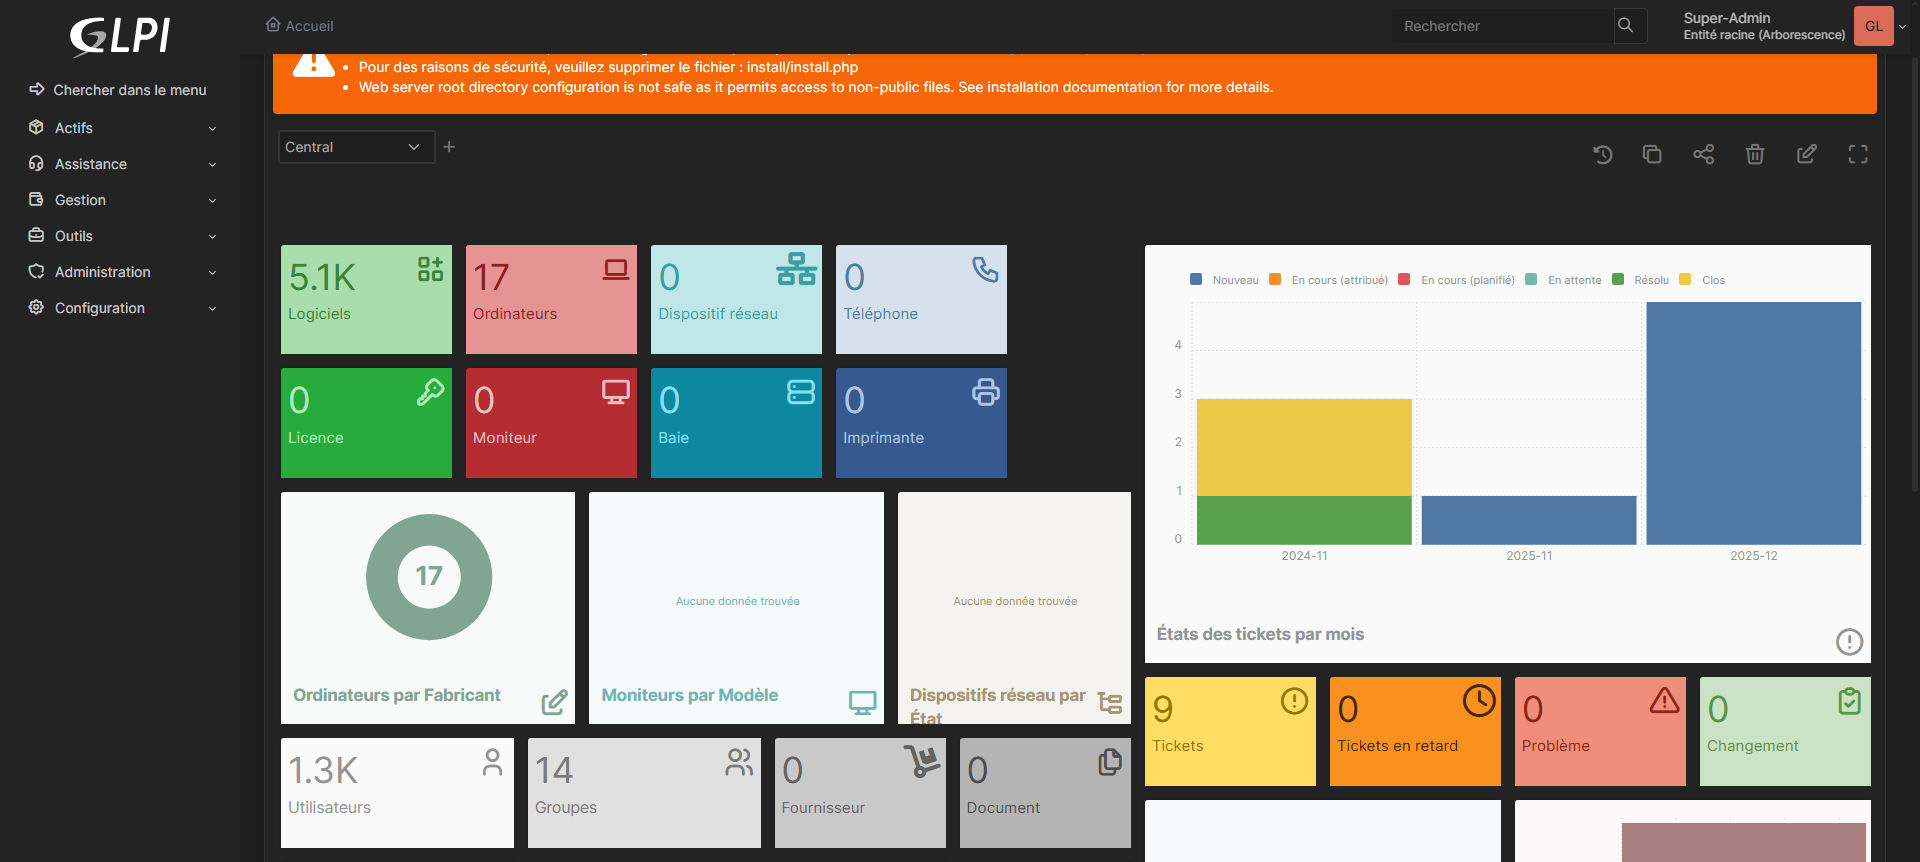 GLPI
Accueil
Rechercher
Super-Admin
Entité racine (Arborescence)
GL
Chercher dans le menu
Actifs
Assistance
Gestion
Outils
Administration
Configuration
Pour des raisons de sécurité, veuillez supprimer le fichier : install/install.php
Web server root directory configuration is not safe as it permits access to non-public files. See installation documentation for more details.
Central
5.1K
Logiciels
17
Ordinateurs
0
Dispositif réseau
0
Téléphone
0
Licence
0
Moniteur
0
Baie
0
Imprimante
17
Ordinateurs par Fabricant
Aucune donnée trouvée
Moniteurs par Modèle
Aucune donnée trouvée
Dispositifs réseau par
État
1.3K
Utilisateurs
14
Groupes
0
Fournisseur
0
Document
Nouveau En cours (attribué) En cours (planifié) En attente Résolu Clos
4
3
2
1
0
2024-11 2025-11 2025-12
États des tickets par mois
9
Tickets
0
Tickets en retard
0
Problème
0
Changement